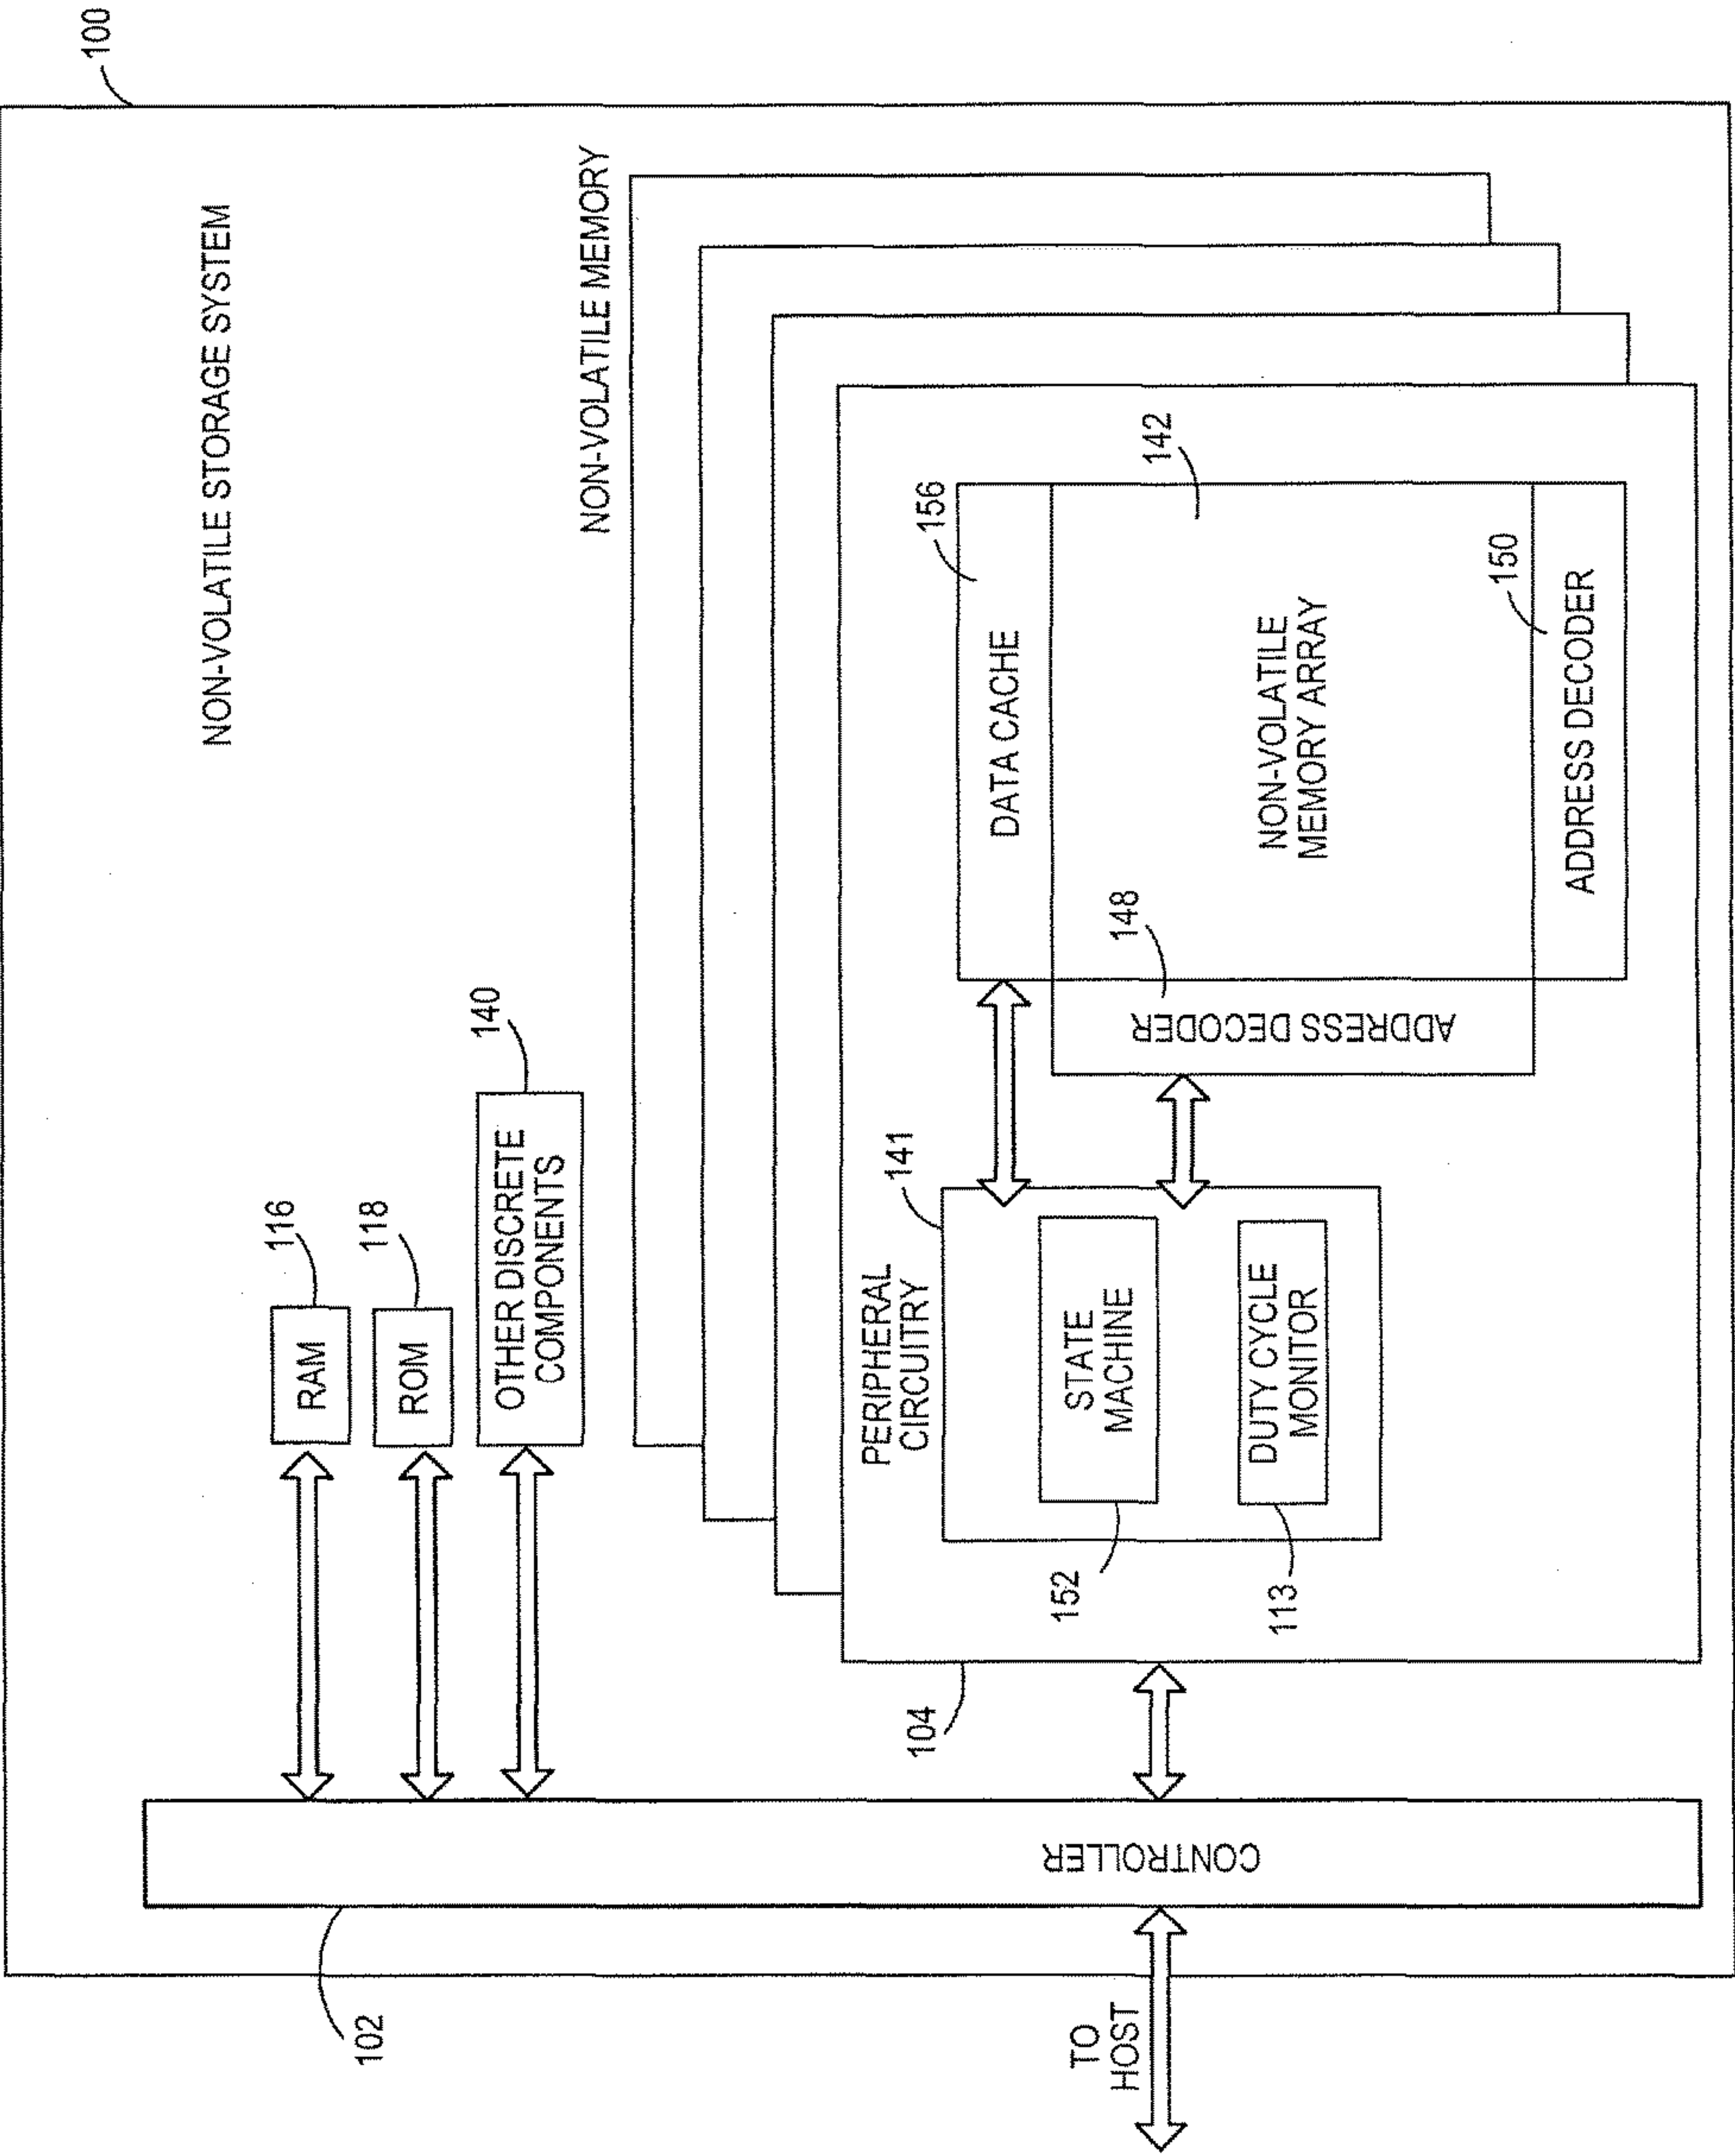 100
NON-VOLATILE STORAGE SYSTEM
116
RAM
118
ROM
140
OTHER DISCRETE
COMPONENTS
NON-VOLATILE MEMORY
102
CONTROLLER
TO
HOST
104
PERIPHERAL
CIRCUITRY
141
STATE
MACHINE
152
DUTY CYCLE
MONITOR
113
156
DATA CACHE
142
NON-VOLATILE
MEMORY ARRAY
148
ADDRESS DECODER
150
ADDRESS DECODER